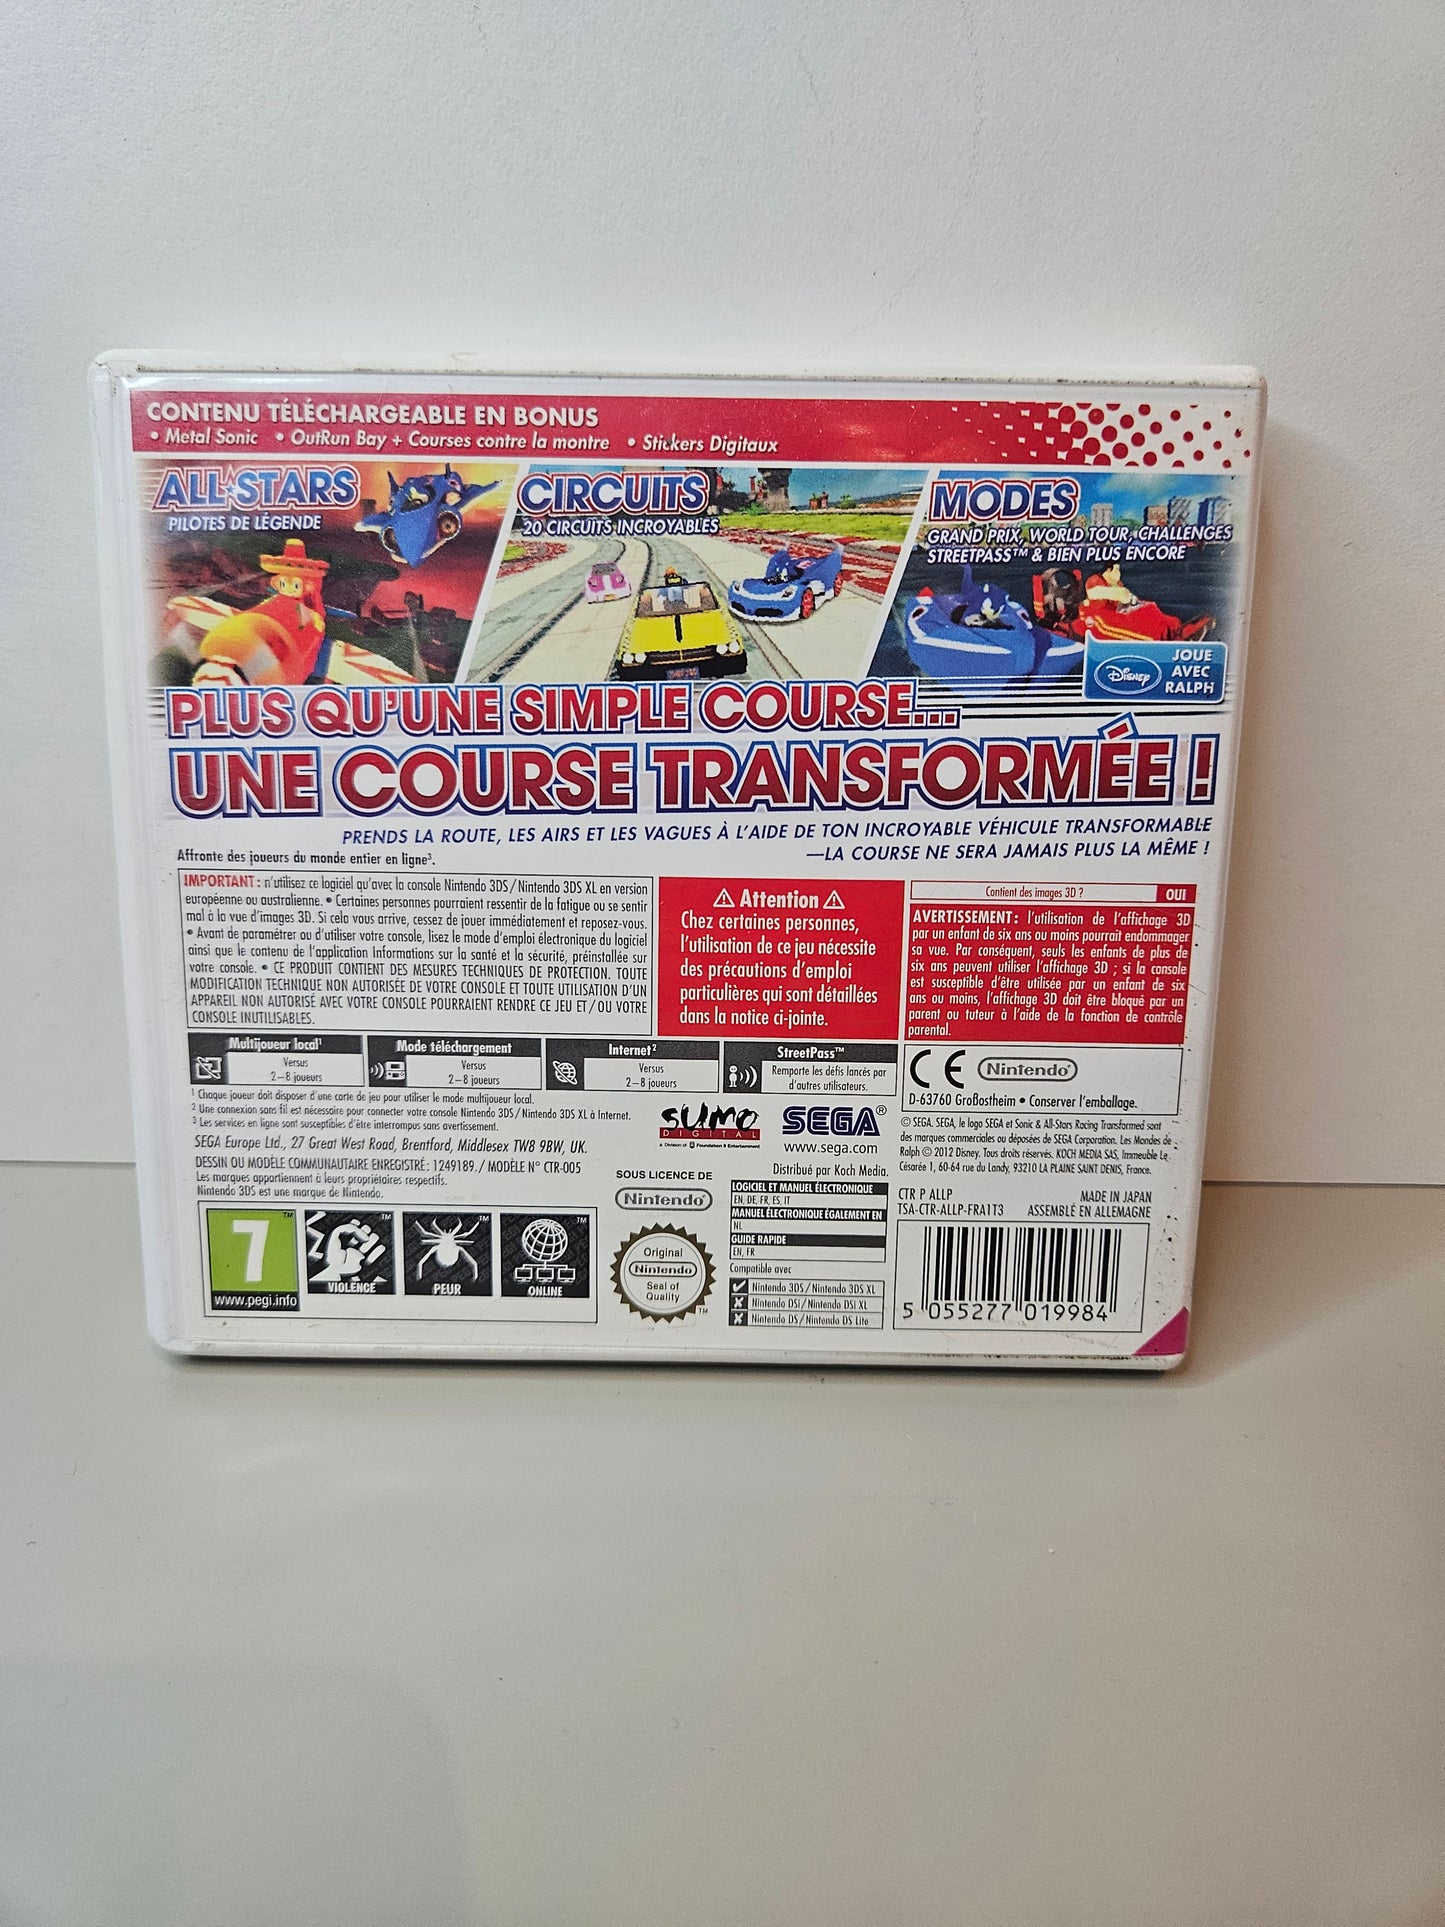 CONTENU TÉLÉCHARGEABLE EN BONUS
• Metal Sonic • OutRun Bay + Courses contre la montre • Stickers Digitaux
ALL★STARS
PILOTES DE LÉGENDE
CIRCUITS
20 CIRCUITS INCROYABLES
MODES
GRAND PRIX, WORLD TOUR, CHALLENGES
STREETPASS™ & BIEN PLUS ENCORE
Disney
JOUE
AVEC
RALPH
PLUS QU'UNE SIMPLE COURSE...
UNE COURSE TRANSFORMÉE !
PRENDS LA ROUTE, LES AIRS ET LES VAGUES À L'AIDE DE TON INCROYABLE VÉHICULE TRANSFORMABLE
—LA COURSE NE SERA JAMAIS PLUS LA MÊME !
Affronte des joueurs du monde entier en ligne³.
IMPORTANT : n'utilisez ce logiciel qu'avec la console Nintendo 3DS/Nintendo 3DS XL en version
européenne ou australienne. • Certaines personnes pourraient ressentir de la fatigue ou se sentir
mal à la vue d'images 3D. Si cela vous arrive, cessez de jouer immédiatement et reposez-vous.
• Avant de paramétrer ou d'utiliser votre console, lisez le mode d'emploi électronique du logiciel
ainsi que le contenu de l'application Informations sur la santé et la sécurité, préinstallée sur
votre console. • CE PRODUIT CONTIENT DES MESURES TECHNIQUES DE PROTECTION. TOUTE
MODIFICATION TECHNIQUE NON AUTORISÉE DE VOTRE CONSOLE ET TOUTE UTILISATION D'UN
APPAREIL NON AUTORISÉ AVEC VOTRE CONSOLE POURRAIENT RENDRE CE JEU ET/OU VOTRE
CONSOLE INUTILISABLES.
⚠ Attention ⚠
Chez certaines personnes,
l'utilisation de ce jeu nécessite
des précautions d'emploi
particulières qui sont détaillées
dans la notice ci-jointe.
Contient des images 3D ? OUI
AVERTISSEMENT : l'utilisation de l'affichage 3D
par un enfant de six ans ou moins pourrait endommager
sa vue. Par conséquent, seuls les enfants de plus de
six ans peuvent utiliser l'affichage 3D ; si la console
est susceptible d'être utilisée par un enfant de six
ans ou moins, l'affichage 3D doit être bloqué par un
parent ou tuteur à l'aide de la fonction de contrôle
parental.
Multijoueur local¹
Versus
2–8 joueurs
Mode téléchargement
Versus
2–8 joueurs
Internet²
Versus
2–8 joueurs
StreetPass™
Remporte les défis lancés par
d'autres utilisateurs.
CE Nintendo®
D-63760 Großostheim • Conserver l'emballage.
¹ Chaque joueur doit disposer d'une carte de jeu pour utiliser le mode multijoueur local.
² Une connexion sans fil est nécessaire pour connecter votre console Nintendo 3DS/Nintendo 3DS XL à Internet.
³ Les services en ligne sont susceptibles d'être interrompus sans avertissement.
SEGA Europe Ltd., 27 Great West Road, Brentford, Middlesex TW8 9BW, UK.
DESSIN OU MODÈLE COMMUNAUTAIRE ENREGISTRÉ : 1249189./ MODÈLE N° CTR-005
Les marques appartiennent à leurs propriétaires respectifs.
Nintendo 3DS est une marque de Nintendo.
SUMO
DIGITAL
a Division of Foundation 9 Entertainment
SEGA®
www.sega.com
Distribué par Koch Media.
© SEGA. SEGA, le logo SEGA et Sonic & All-Stars Racing Transformed sont
des marques commerciales ou déposées de SEGA Corporation. Les Mondes de
Ralph © 2012 Disney. Tous droits réservés. KOCH MEDIA SAS, Immeuble Le
Césarée 1, 60-64 rue du Landy, 93210 LA PLAINE SAINT DENIS, France.
SOUS LICENCE DE
Nintendo®
Original
Nintendo
Seal of
Quality
TM
LOGICIEL ET MANUEL ÉLECTRONIQUE
EN, DE, FR, ES, IT
MANUEL ÉLECTRONIQUE ÉGALEMENT EN
NL
GUIDE RAPIDE
EN, FR
Compatible avec
Nintendo 3DS/Nintendo 3DS XL
Nintendo DSi/Nintendo DSi XL
Nintendo DS/Nintendo DS Lite
CTR P ALLP
TSA-CTR-ALLP-FRA1T3
MADE IN JAPAN
ASSEMBLÉ EN ALLEMAGNE
5 055277 019984
7™
www.pegi.info
VIOLENCE
PEUR
ONLINE